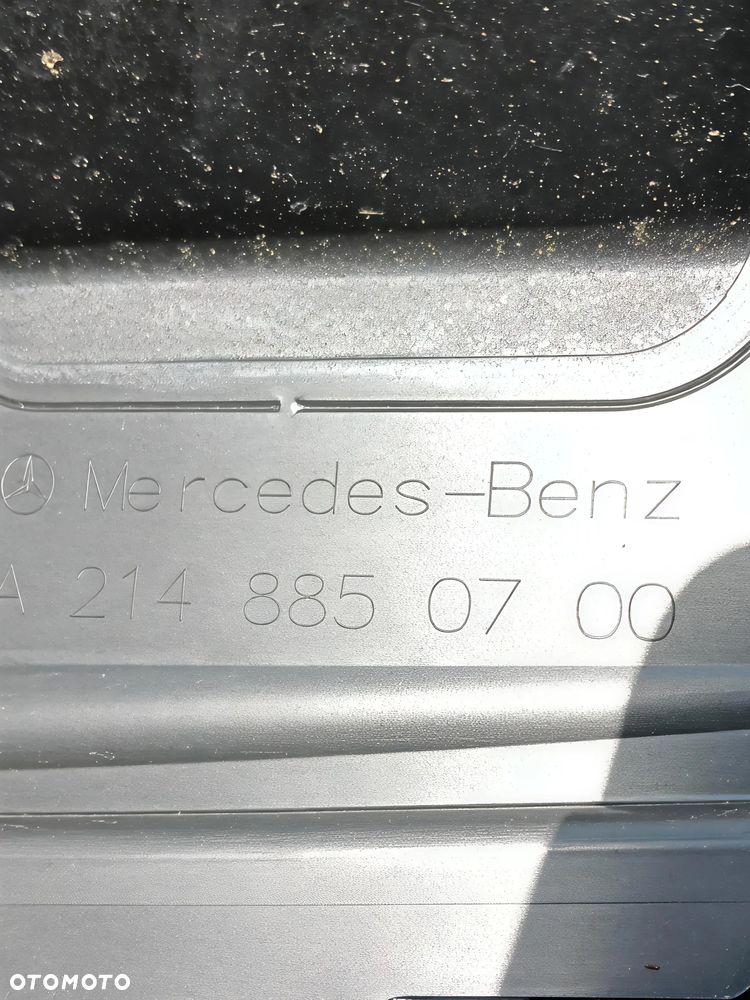 Mercedes-Benz
A 214 885 07 00
OTOMOTO